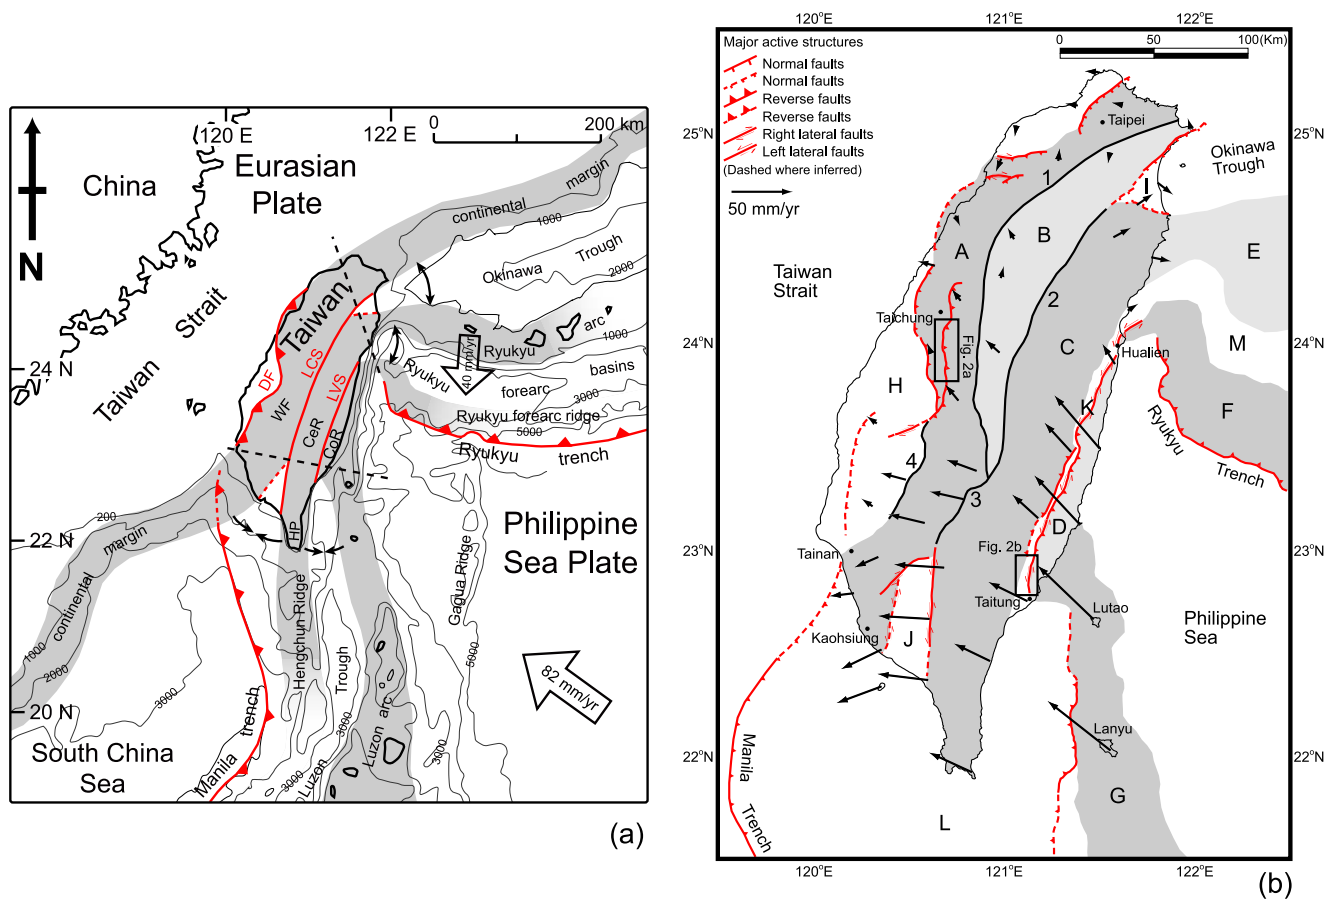 120 E
122 E
0
200 km
Eurasian
Plate
China
N
continental
margin
1000
Okinawa
Trough
2000
Taiwan
Strait
Taiwan
24 N
DF
LCS
LVS
WF
CeR
CoR
HP
40 mm/yr
Ryukyu
arc
1000
Ryukyu
forearc
basins
3000
Ryukyu forearc ridge
5000
Ryukyu
trench
200
margin
continental
22 N
1000
2000
3000
20 N
South China
Sea
Manila
trench
Hengchun Ridge
3000
Luzon
Trough
3000
Luzon
arc
3000
Gagua Ridge
5000
Philippine
Sea Plate
82 mm/yr
(a)
120°E
121°E
122°E
Major active structures
Normal faults
Normal faults
Reverse faults
Reverse faults
Right lateral faults
Left lateral faults
(Dashed where inferred)
50 mm/yr
0
50
100(Km)
25°N
25°N
Taipei
Okinawa
Trough
1
I
B
A
E
Taiwan
Strait
2
Taichung
Fig. 2a
C
Hualien
M
24°N
24°N
H
K
F
Ryukyu
Trench
4
3
D
Tainan
Fig. 2b
23°N
23°N
Taitung
Lutao
Philippine
Sea
Kaohsiung
J
Lanyu
22°N
22°N
Manila
Trench
L
G
120°E
121°E
122°E
(b)